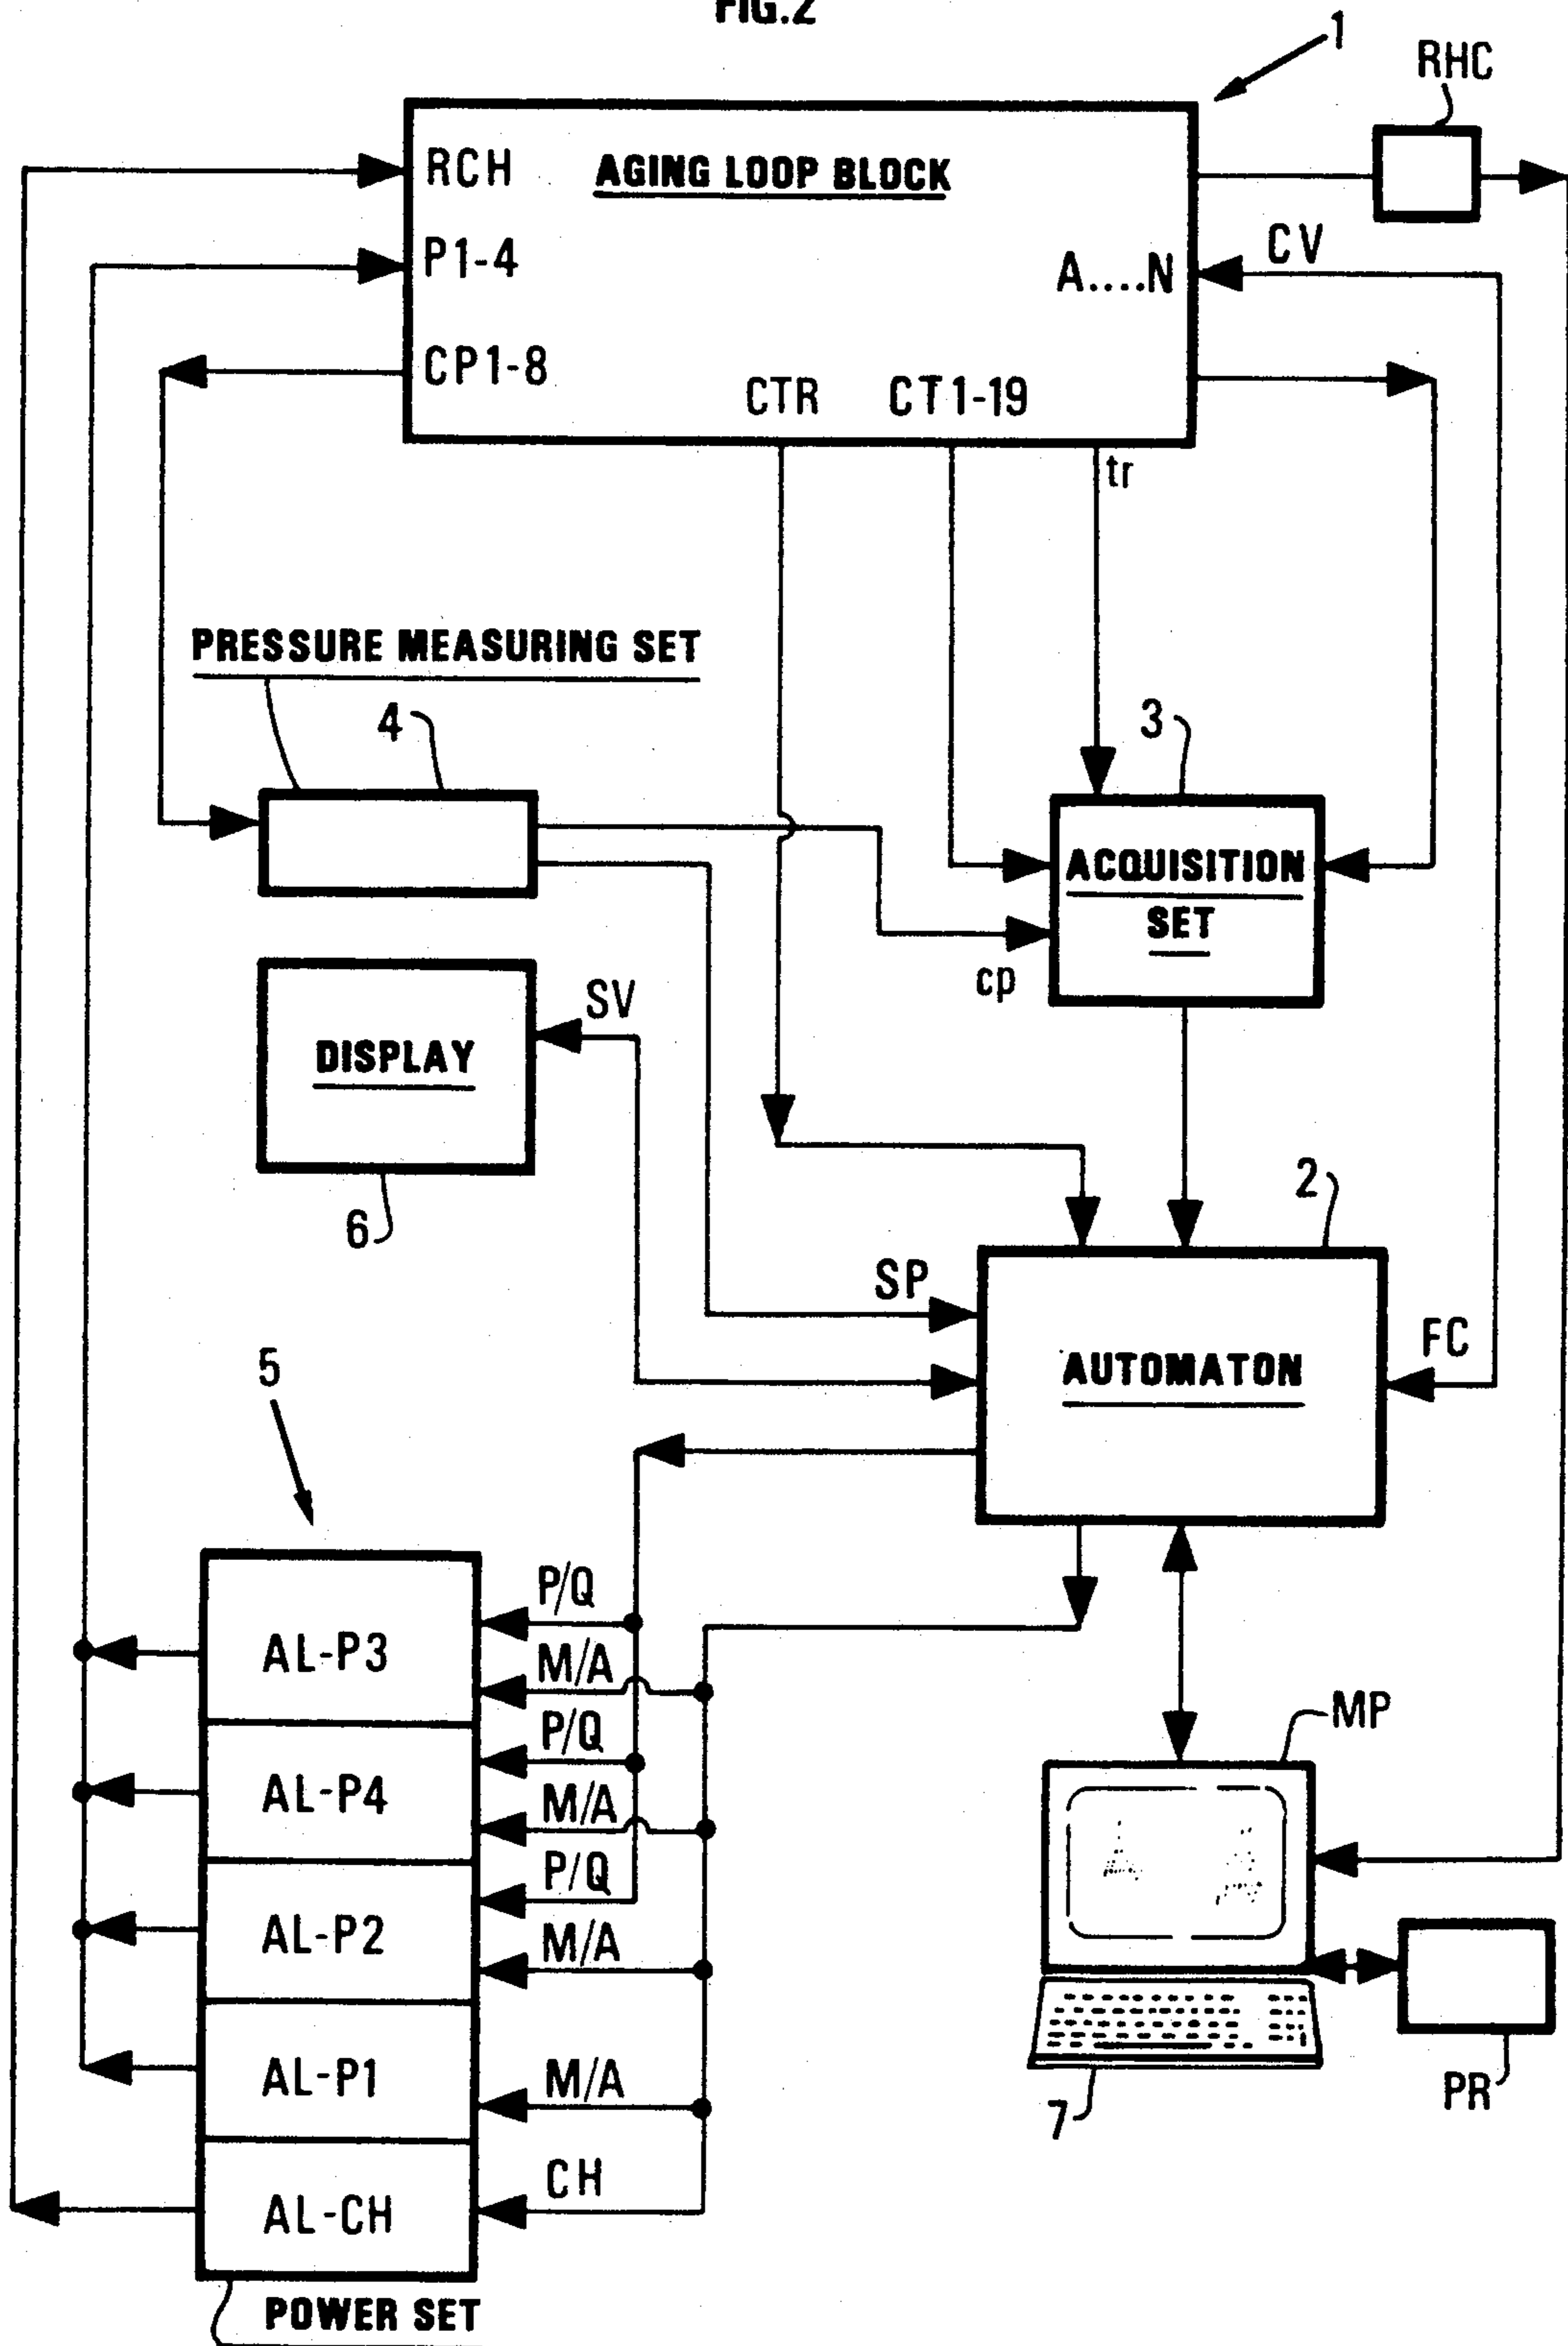 FIG.2
1
RHC
RCH
AGING LOOP BLOCK
P1-4
CV
A....N
CP1-8
CTR
CT1-19
tr
PRESSURE MEASURING SET
4
3
ACQUISITION
SET
cp
SV
DISPLAY
6
2
SP
FC
AUTOMATON
5
P/Q
AL-P3
M/A
MP
P/Q
AL-P4
M/A
P/Q
AL-P2
M/A
AL-P1
M/A
7
PR
CH
AL-CH
POWER SET